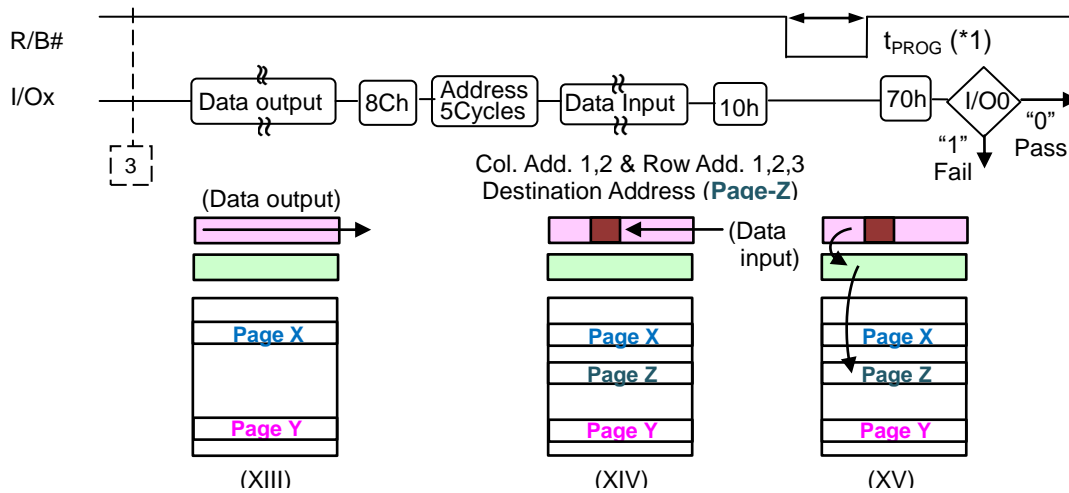 R/B#
tPROG (*1)
I/Ox
Data output
8Ch
Address
5Cycles
Data Input
10h
70h
I/O0
“0”
Pass
“1”
Fail
3
Col. Add. 1,2 & Row Add. 1,2,3
Destination Address (Page-Z)
(Data output)
(Data
input)
Page X
Page Y
(XIII)
Page X
Page Z
Page Y
(XIV)
Page X
Page Z
Page Y
(XV)